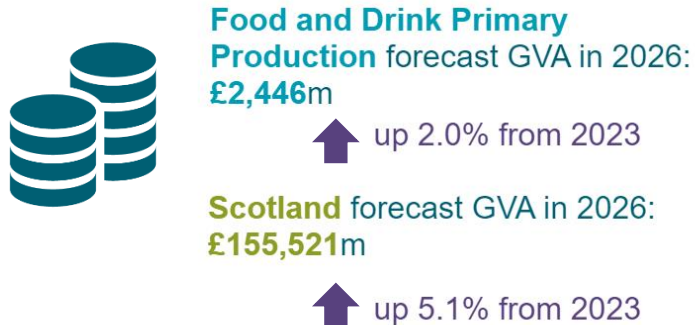 Food and Drink Primary
Production forecast GVA in 2026:
£2,446m
up 2.0% from 2023
Scotland forecast GVA in 2026:
£155,521m
up 5.1% from 2023